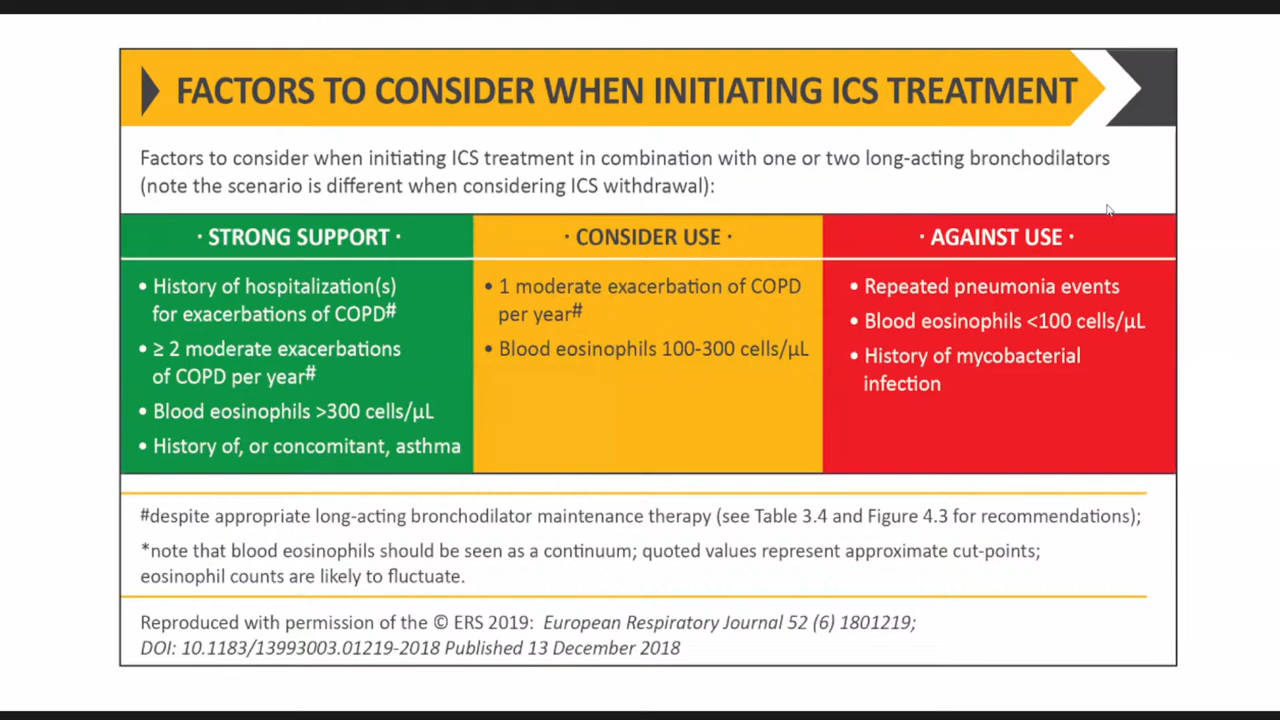 FACTORS TO CONSIDER WHEN INITIATING ICS TREATMENT
Factors to consider when initiating ICS treatment in combination with one or two long-acting bronchodilators
(note the scenario is different when considering ICS withdrawal):
· STRONG SUPPORT ·
• History of hospitalization(s)
for exacerbations of COPD#
• ≥ 2 moderate exacerbations
of COPD per year#
• Blood eosinophils >300 cells/µL
• History of, or concomitant, asthma
· CONSIDER USE ·
• 1 moderate exacerbation of COPD
per year#
• Blood eosinophils 100-300 cells/µL
· AGAINST USE ·
• Repeated pneumonia events
• Blood eosinophils <100 cells/µL
• History of mycobacterial
infection
#despite appropriate long-acting bronchodilator maintenance therapy (see Table 3.4 and Figure 4.3 for recommendations);
*note that blood eosinophils should be seen as a continuum; quoted values represent approximate cut-points;
eosinophil counts are likely to fluctuate.
Reproduced with permission of the © ERS 2019: European Respiratory Journal 52 (6) 1801219;
DOI: 10.1183/13993003.01219-2018 Published 13 December 2018